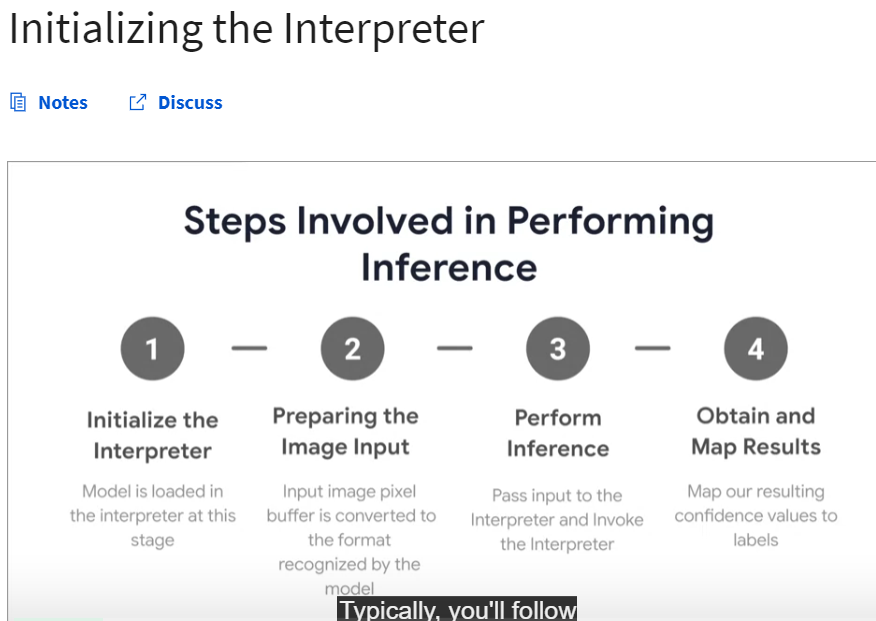 Initializing the Interpreter
Notes
Discuss
Steps Involved in Performing
Inference
1
2
3
4
Initialize the
Interpreter
Model is loaded in
the interpreter at this
stage
Preparing the
Image Input
Input image pixel
buffer is converted to
the format
recognized by the
model
Perform
Inference
Pass input to the
Interpreter and Invoke
the Interpreter
Obtain and
Map Results
Map our resulting
confidence values to
labels
Typically, you'll follow